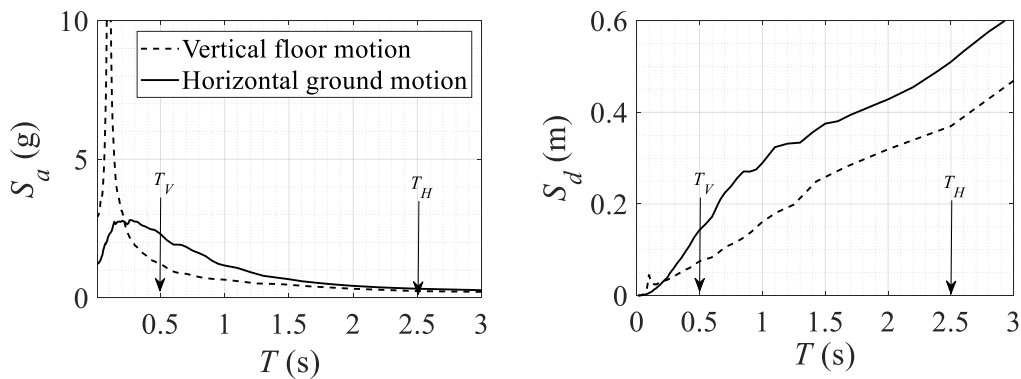 10
5
0
S_a (g)
Vertical floor motion
Horizontal ground motion
T_V
T_H
0.5 1 1.5 2 2.5 3
T (s)
0.6
0.4
0.2
0
S_d (m)
T_V
T_H
0 0.5 1 1.5 2 2.5 3
T (s)